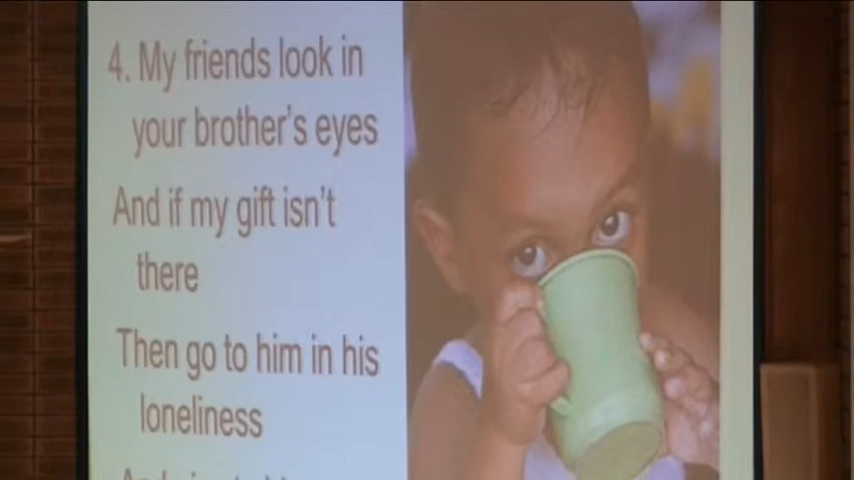 4. My friends look in
your brother's eyes
And if my gift isn't
there
Then go to him in his
loneliness